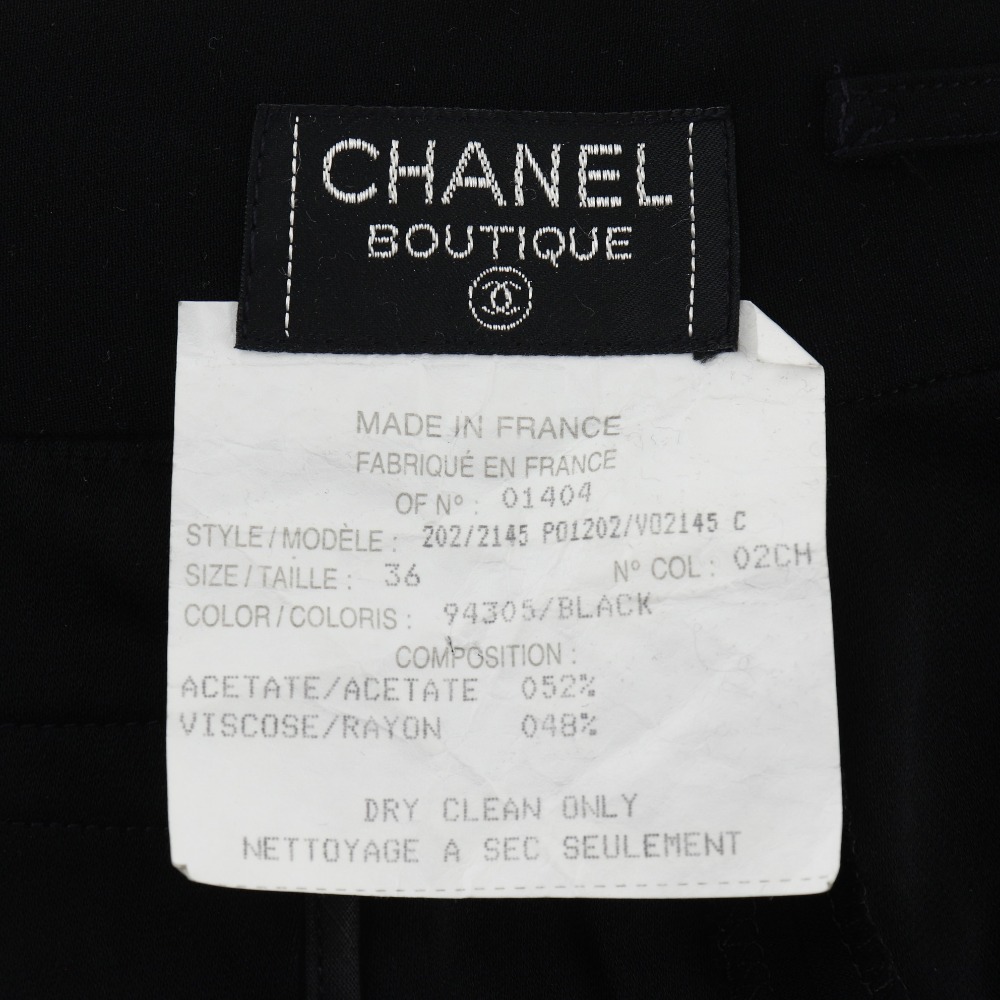 CHANEL
BOUTIQUE
MADE IN FRANCE
FABRIQUÉ EN FRANCE
OF N° : 01404
STYLE/MODÈLE : 202/2145 P01202/V02145 C
SIZE/TAILLE : 36 N° COL : 02CH
COLOR/COLORIS : 94305/BLACK
COMPOSITION :
ACETATE/ACETATE 052%
VISCOSE/RAYON 048%
DRY CLEAN ONLY
NETTOYAGE A SEC SEULEMENT